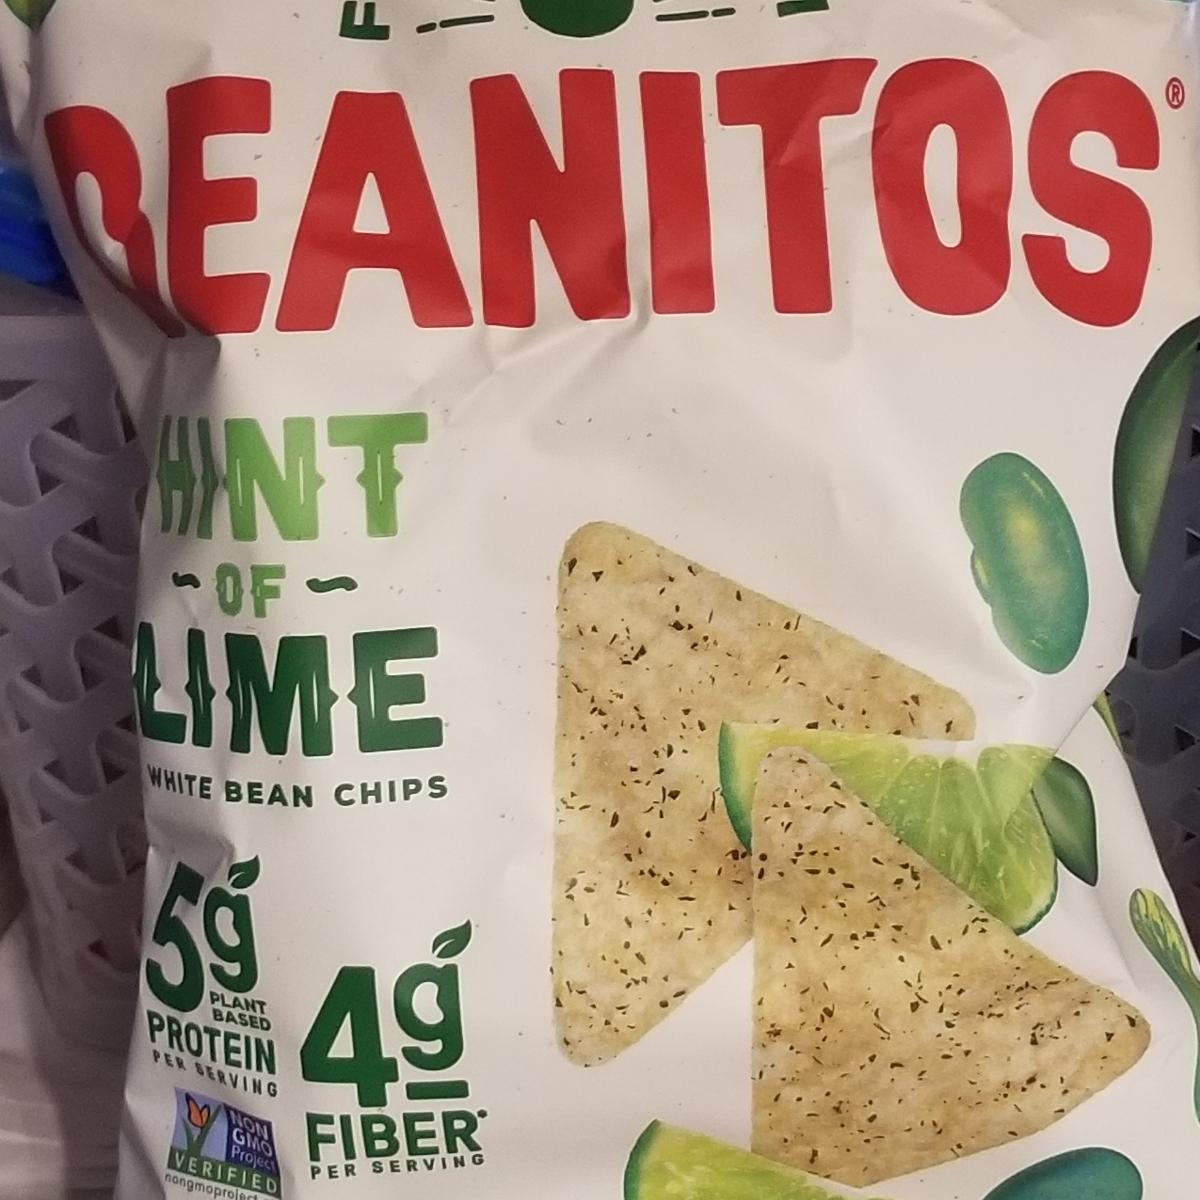 BEANITOS®
HINT
~ OF ~
LIME
WHITE BEAN CHIPS
5g
PLANT
BASED
PROTEIN
PER SERVING
4g
FIBER*
PER SERVING
NON
GMO
Project
VERIFIED